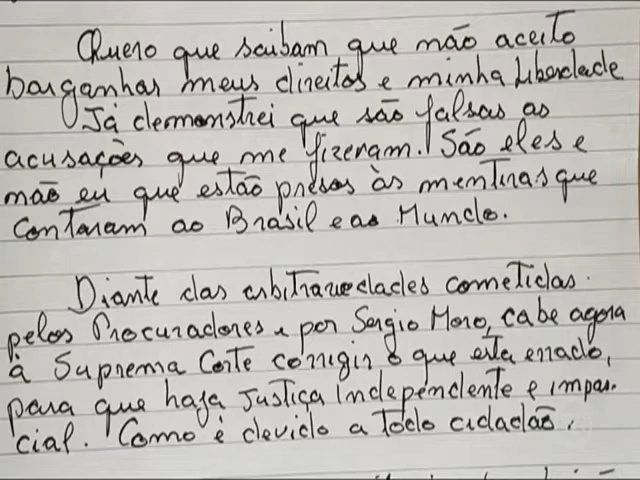 Quero que saibam que não aceito
barganhar meus direitos e minha liberdade
Já demonstrei que são falsas as
acusações que me fizeram. São eles e
não eu que estão presos às mentiras que
contaram ao Brasil e ao Mundo.
Diante das arbitrariedades cometidas
pelos Procuradores e por Sergio Moro, cabe agora
à Suprema Corte corrigir o que esta errado,
para que haja Justiça independente e impar-
cial. Como é devido a todo cidadão.